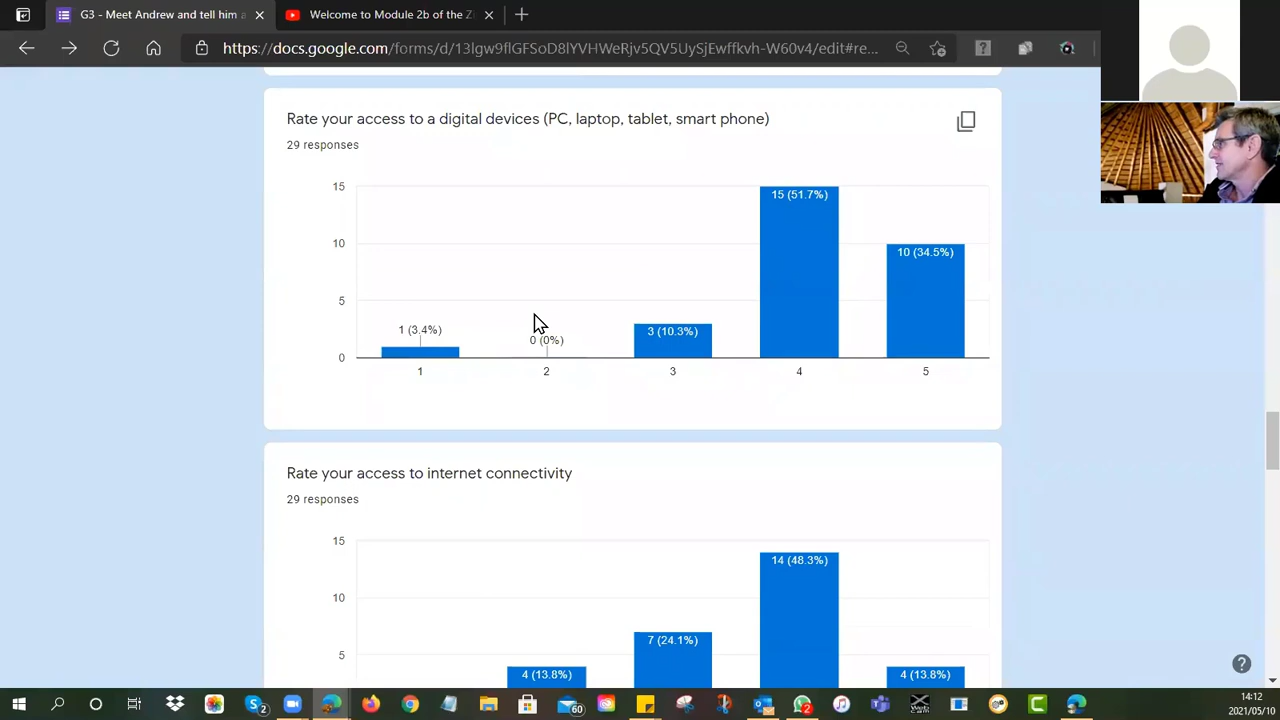 G3 - Meet Andrew and tell him a
Welcome to Module 2b of the Zi
https://docs.google.com/forms/d/13lgw9flGFSoD8lYVHWeRjv5QV5UySjEwffkvh-W60v4/edit#re...
Rate your access to a digital devices (PC, laptop, tablet, smart phone)
29 responses
15
10
5
0
1 (3.4%)
0 (0%)
3 (10.3%)
15 (51.7%)
10 (34.5%)
1 2 3 4 5
Rate your access to internet connectivity
29 responses
15
10
5
4 (13.8%)
7 (24.1%)
14 (48.3%)
4 (13.8%)
2
60
2
14:12
2021/05/10